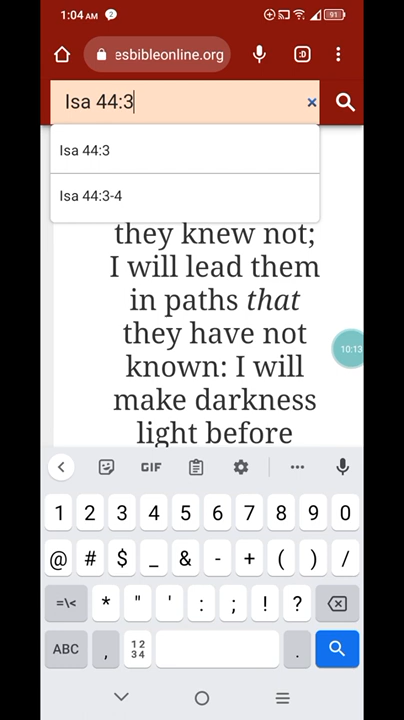 1:04 AM 2 91
esbibleonline.org :D
Isa 44:3 ×
Isa 44:3
Isa 44:3-4
they knew not;
I will lead them
in paths that
they have not
known: I will
make darkness
light before
10:13
GIF
1 2 3 4 5 6 7 8 9 0
@ # $ _ & - + ( ) /
=\< * " ' : ; ! ?
ABC , 12 34 .